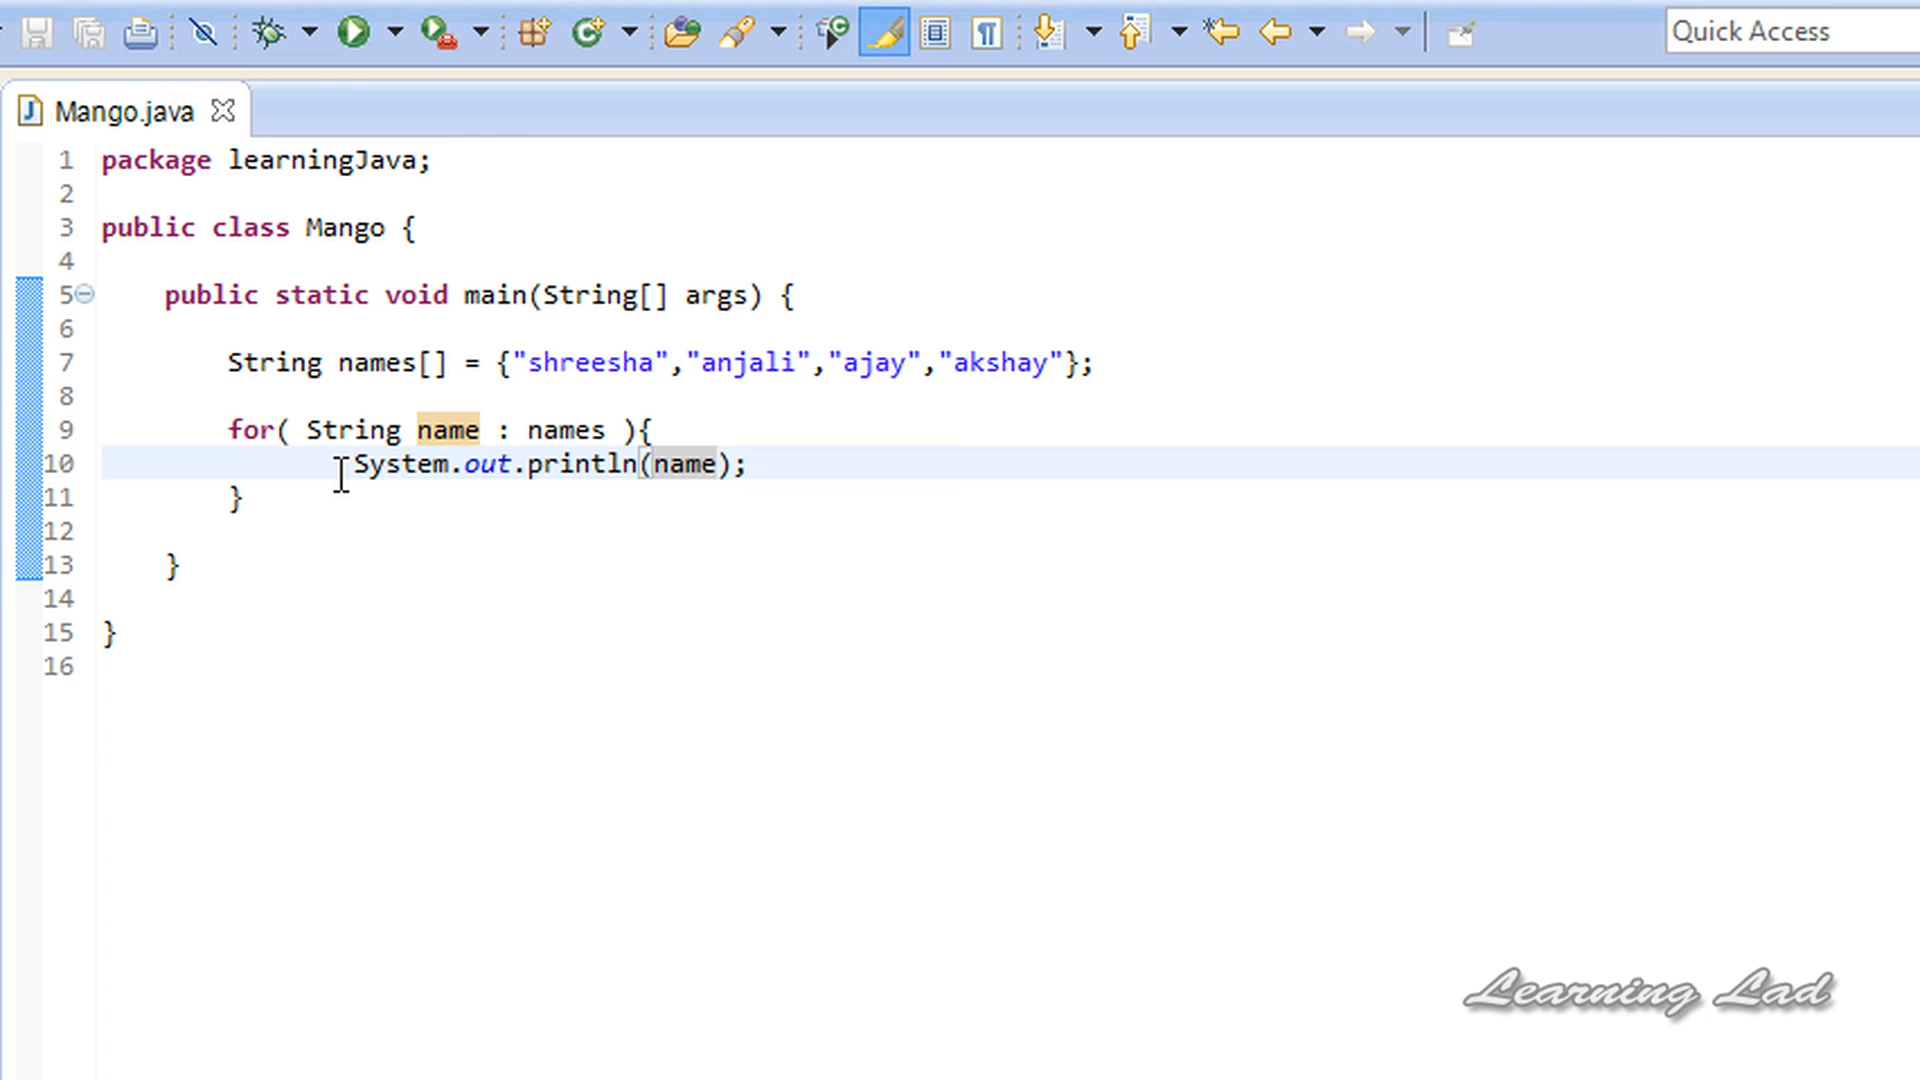 Quick Access
Mango.java
1 package learningJava;
2
3 public class Mango {
4
5 public static void main(String[] args) {
6
7 String names[] = {"shreesha","anjali","ajay","akshay"};
8
9 for( String name : names ){
10 System.out.println(name);
11 }
12
13 }
14
15 }
16
Learning Lad